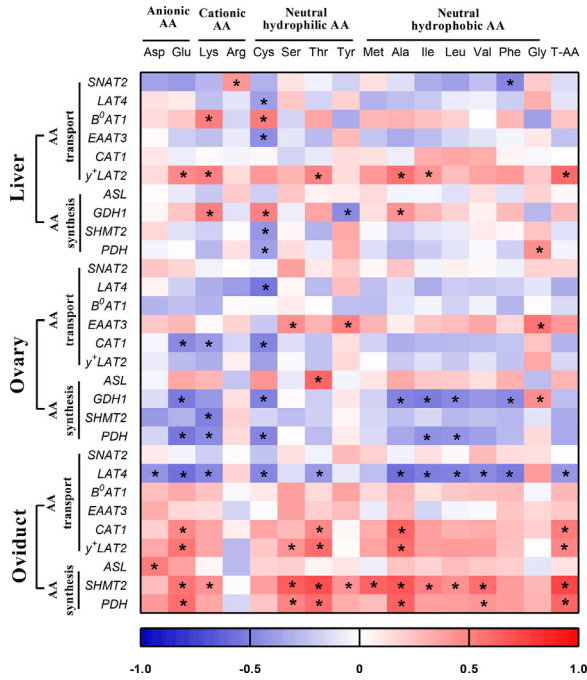 Anionic AA Cationic AA Neutral hydrophilic AA Neutral hydrophobic AA
Asp Glu Lys Arg Cys Ser Thr Tyr Met Ala Ile Leu Val Phe Gly T-AA
Liver
AA transport
SNAT2 *  *
LAT4 *
B⁰AT1 * *
EAAT3 *
CAT1
y⁺LAT2 * * * * * *
AA synthesis
ASL
GDH1 * * * *
SHMT2 *
PDH * *
Ovary
AA transport
SNAT2
LAT4 *
B⁰AT1
EAAT3 * * *
CAT1 * * *
y⁺LAT2
AA synthesis
ASL *
GDH1 * * * * * * *
SHMT2 *
PDH * * * * *
Oviduct
AA transport
SNAT2
LAT4 * * * * * * * * * * *
B⁰AT1
EAAT3
CAT1 * * * *
y⁺LAT2 * * * * *
AA synthesis
ASL *
SHMT2 * * * * * * * * * * *
PDH * * * * * *
-1.0 -0.5 0 0.5 1.0